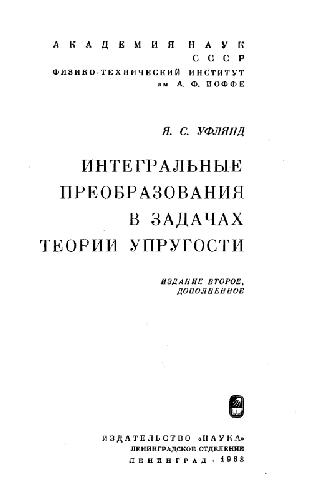 АКАДЕМИЯ НАУК
СССР
ФИЗИКО-ТЕХНИЧЕСКИЙ ИНСТИТУТ
им А. Ф. ИОФФЕ
Я. С. УФЛЯНД
ИНТЕГРАЛЬНЫЕ
ПРЕОБРАЗОВАНИЯ
В ЗАДАЧАХ
ТЕОРИИ УПРУГОСТИ
ИЗДАНИЕ ВТОРОЕ,
ДОПОЛНЕННОЕ
ИЗДАТЕЛЬСТВО «НАУКА»
ЛЕНИНГРАДСКОЕ ОТДЕЛЕНИЕ
ЛЕНИНГРАД · 1968